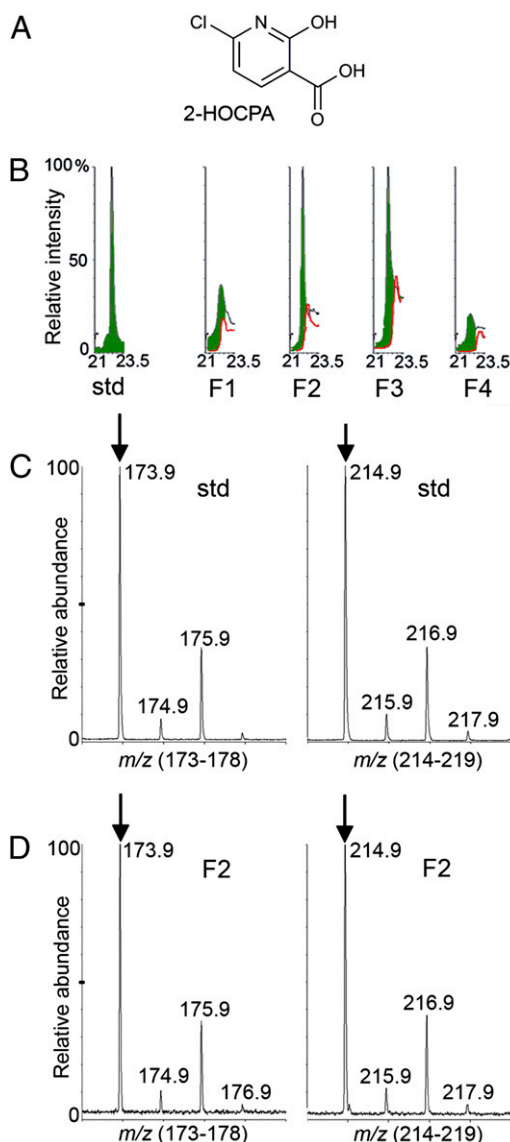 A
Cl
N
OH
OH
O
2-HOCPA
B
Relative intensity
100%
50
0
21 23.5
21 23.5
21 23.5
21 23.5
21 23.5
std
F1
F2
F3
F4
C
Relative abundance
100
0
173.9
std
174.9
175.9
m/z (173-178)
214.9
std
215.9
216.9
217.9
m/z (214-219)
D
Relative abundance
100
0
173.9
F2
174.9
175.9
176.9
m/z (173-178)
214.9
F2
215.9
216.9
217.9
m/z (214-219)